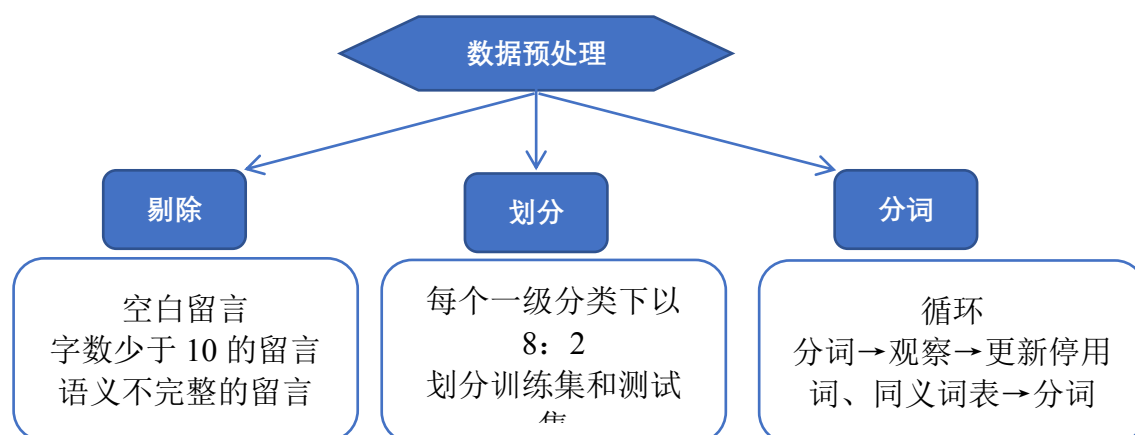 数据预处理
剔除
划分
分词
空白留言
字数少于 10 的留言
语义不完整的留言
每个一级分类下以
8：2
划分训练集和测试
集
循环
分词→观察→更新停用
词、同义词表→分词